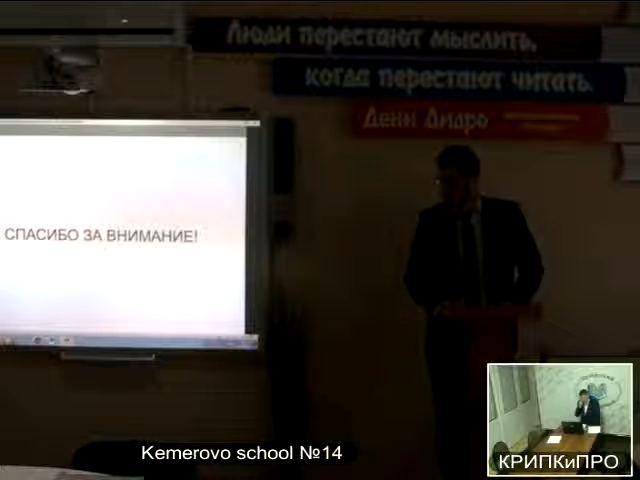 Люди перестают мыслить,
когда перестают читать.
Дени Дидро
СПАСИБО ЗА ВНИМАНИЕ!
Kemerovo school №14
КРИПКиПРО